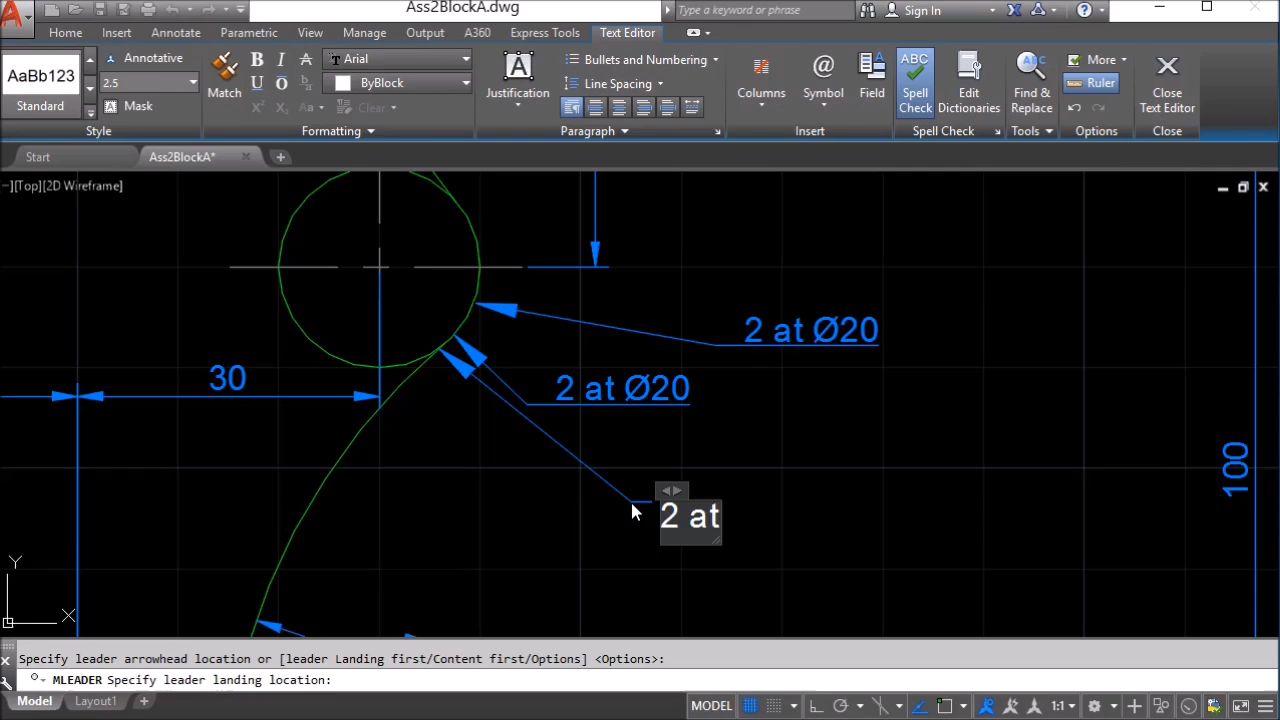 Ass2BlockA.dwg
Type a keyword or phrase
Sign In
Home Insert Annotate Parametric View Manage Output A360 Express Tools Text Editor
AaBb123
Standard
Annotative
2.5
Mask
Style
Match
B I A
U O
Arial
ByBlock
Aa
Clear
Formatting
Justification
Bullets and Numbering
Line Spacing
Paragraph
Columns
@
Symbol
Field
Insert
ABC
Spell
Check
Edit
Dictionaries
Spell Check
ABC
Find &
Replace
Tools
More
Ruler
Options
Close
Text Editor
Close
Start
Ass2BlockA*
−][Top][2D Wireframe]
2 at Ø20
30
2 at Ø20
100
2 at
Y
X
Specify leader arrowhead location or [leader Landing first/Content first/Options] <Options>:
MLEADER Specify leader landing location:
Model
Layout1
MODEL
1:1